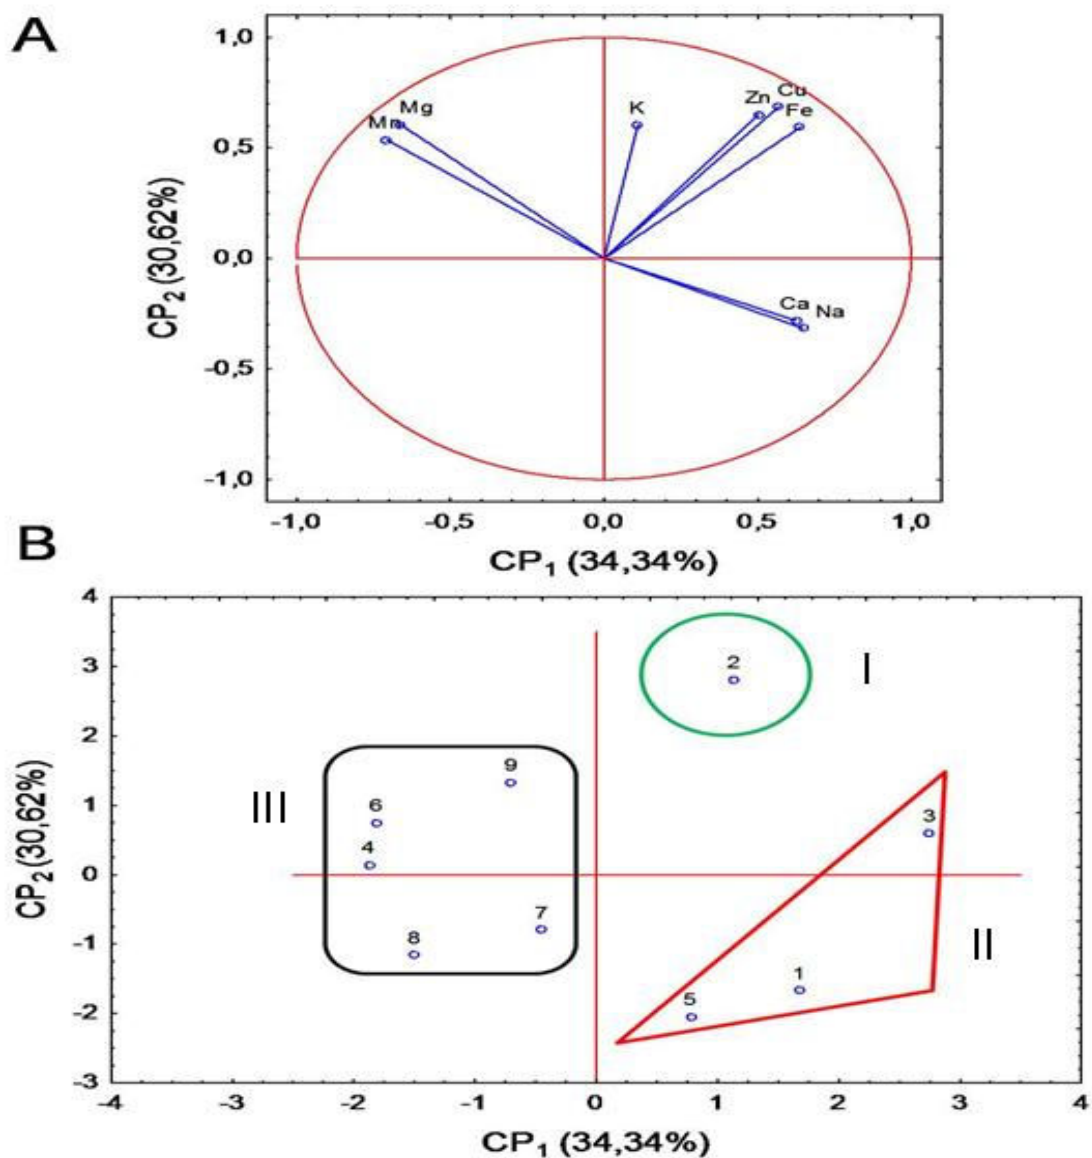 A
1,0
0,5
0,0
-0,5
-1,0
CP2 (30,62%)
Mg
Mn
K
Zn
Cu
Fe
Ca
Na
-1,0 -0,5 0,0 0,5 1,0
CP1 (34,34%)
B
4
3
2
1
0
-1
-2
-3
CP2 (30,62%)
2
I
III
9
6
4
3
7
8
II
1
5
-4 -3 -2 -1 0 1 2 3 4
CP1 (34,34%)